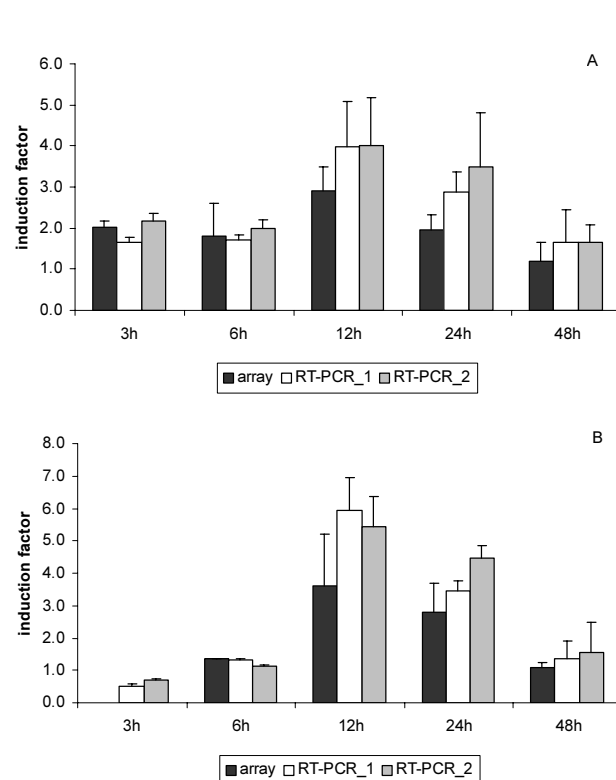 A
induction factor
6.0
5.0
4.0
3.0
2.0
1.0
0.0
3h 6h 12h 24h 48h
array RT-PCR_1 RT-PCR_2
B
induction factor
8.0
7.0
6.0
5.0
4.0
3.0
2.0
1.0
0.0
3h 6h 12h 24h 48h
array RT-PCR_1 RT-PCR_2